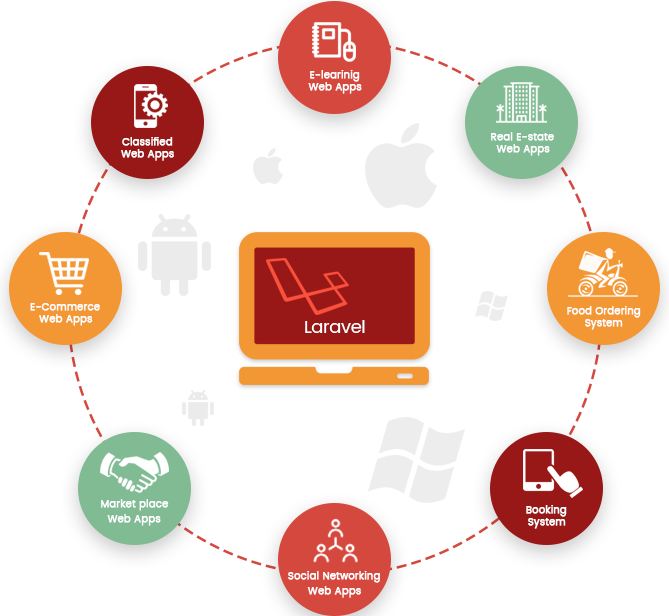 E-learinig
Web Apps
Classified
Web Apps
Real E-state
Web Apps
E-Commerce
Web Apps
Laravel
Food Ordering
System
Market place
Web Apps
Booking
System
Social Networking
Web Apps